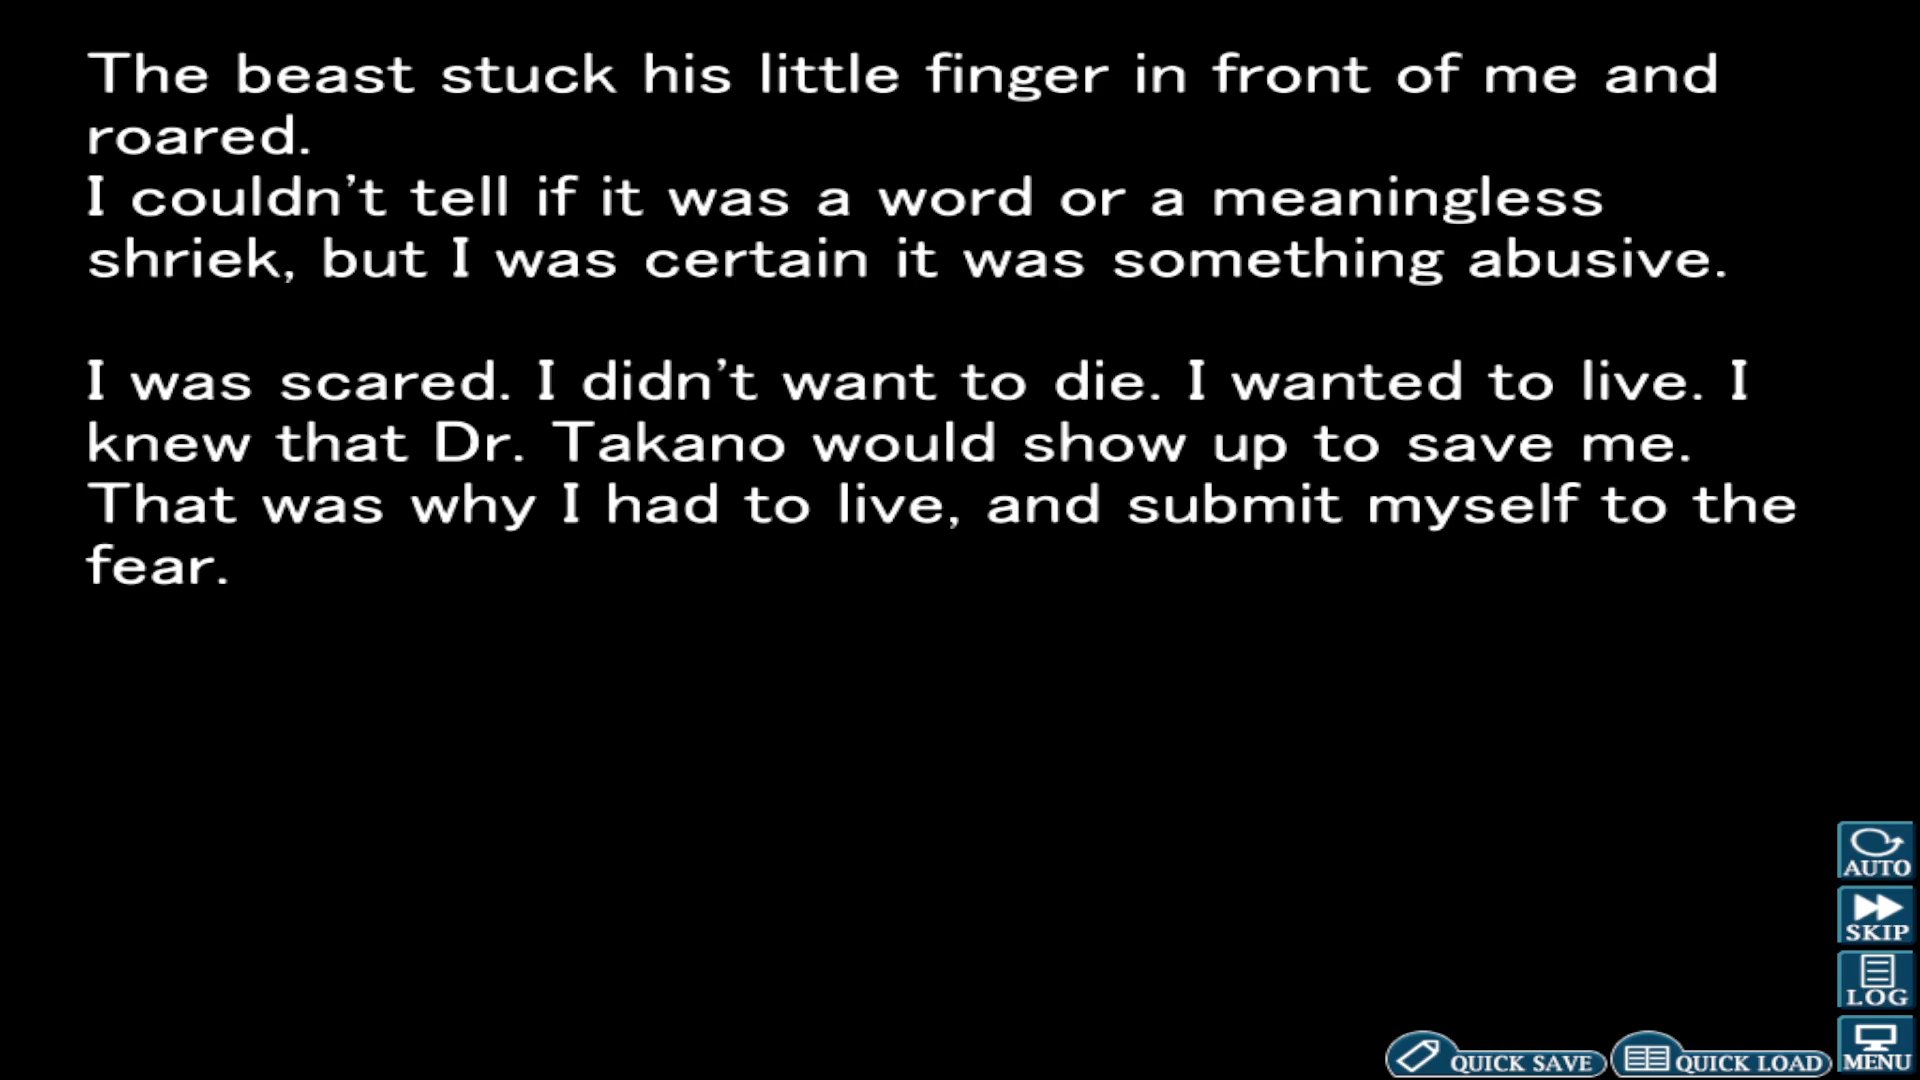 The beast stuck his little finger in front of me and
roared.
I couldn't tell if it was a word or a meaningless
shriek, but I was certain it was something abusive.
I was scared. I didn't want to die. I wanted to live. I
knew that Dr. Takano would show up to save me.
That was why I had to live, and submit myself to the
fear.
AUTO
SKIP
LOG
QUICK SAVE QUICK LOAD MENU